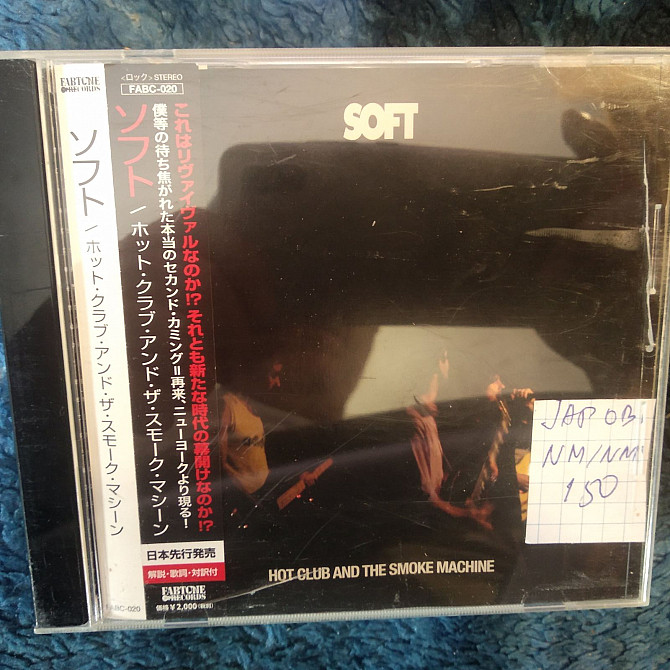 FABTONE
RECORDS
ソフト/ホット・クラブ・アンド・ザ・スモーク・マシーン
FABC-020
<ロック>STEREO
FABC-020
これはリヴァイヴァルなのか!? それとも新たな時代の幕開けなのか!?
僕等の待ち焦がれた本当のセカンド・カミング=再来、ニューヨークより現る!
ソフト/ホット・クラブ・アンド・ザ・スモーク・マシーン
日本先行発売
解説・歌詞・対訳付
FABTONE
RECORDS
価格¥2,000(税別)
SOFT
HOT CLUB AND THE SMOKE MACHINE
JAP OBI
NM/NM
150